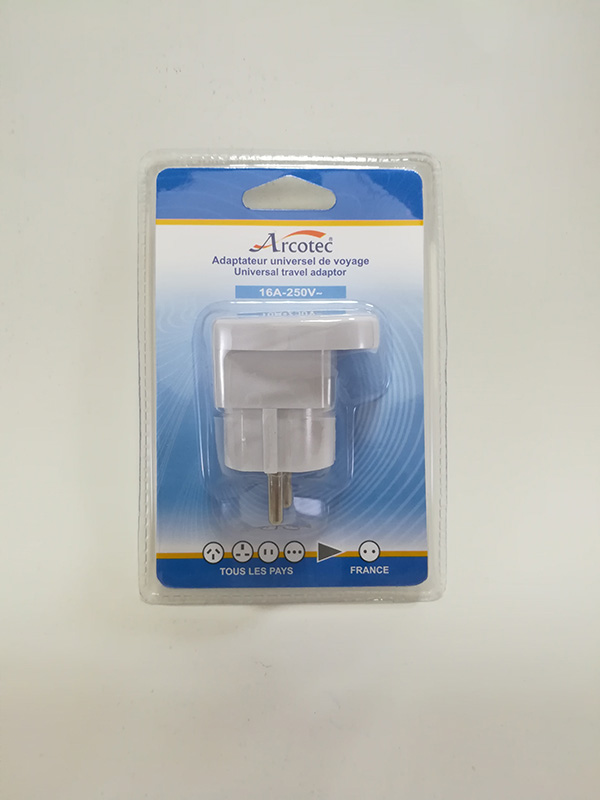 Arcotec®
Adaptateur universel de voyage
Universal travel adaptor
16A-250V~
TOUS LES PAYS
FRANCE